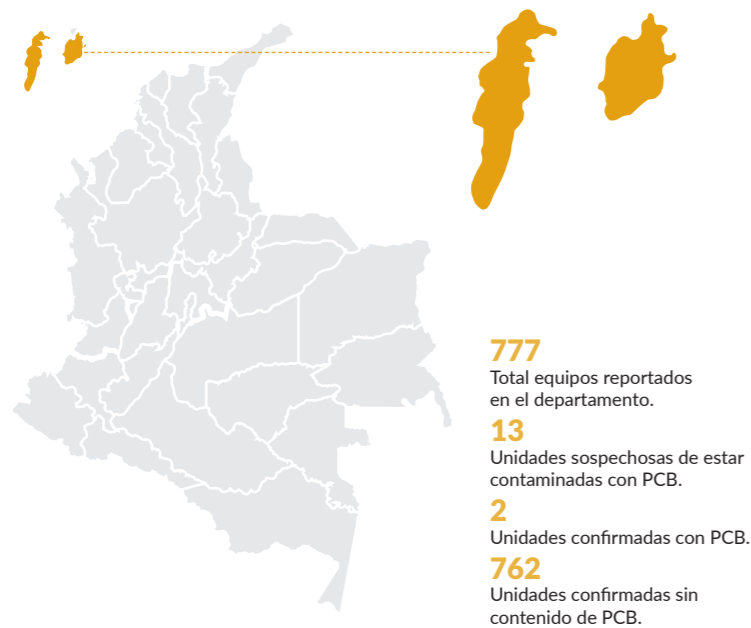 777
Total equipos reportados
en el departamento.
13
Unidades sospechosas de estar
contaminadas con PCB.
2
Unidades confirmadas con PCB.
762
Unidades confirmadas sin
contenido de PCB.